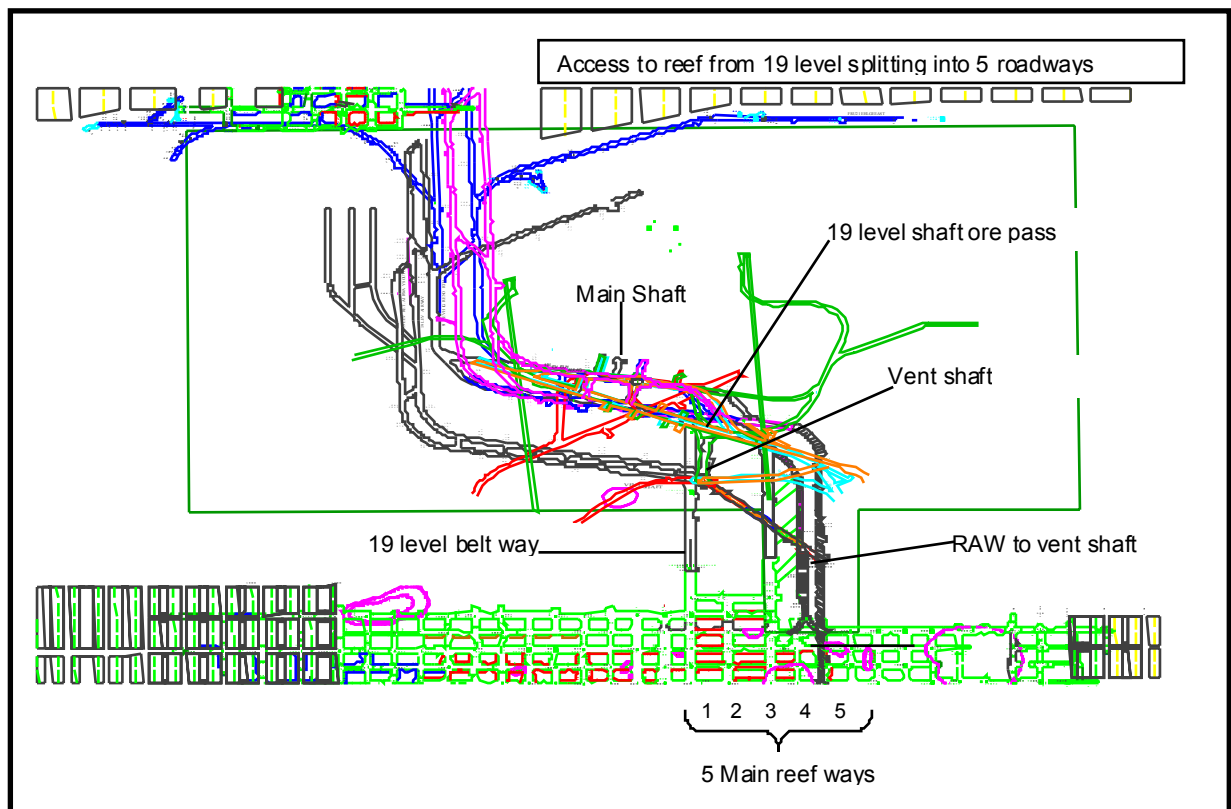 Access to reef from 19 level splitting into 5 roadways
19 level shaft ore pass
Main Shaft
Vent shaft
19 level belt way
RAW to vent shaft
1 2 3 4 5
5 Main reef ways